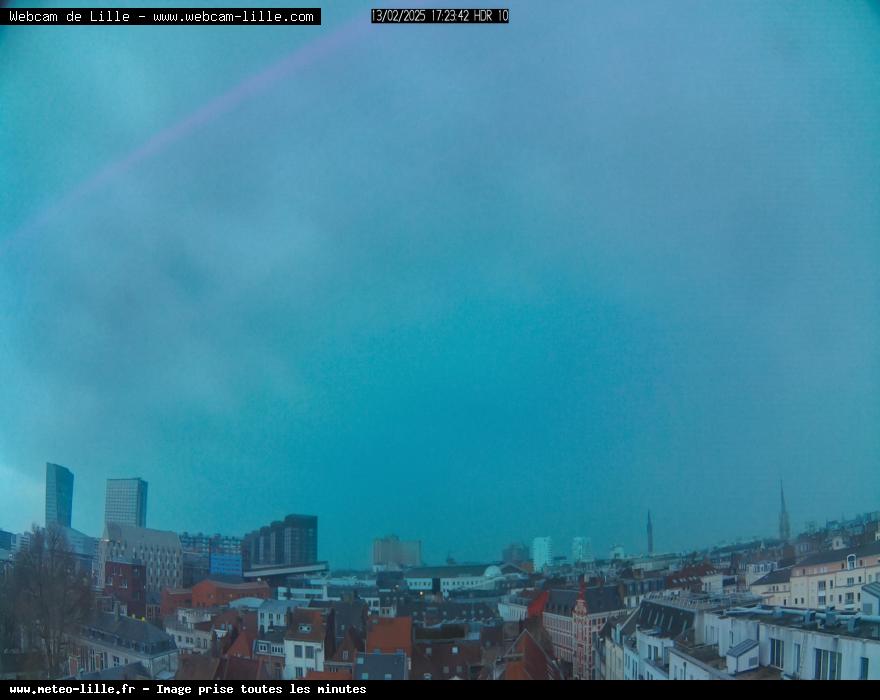 Webcam de Lille - www.webcam-lille.com
13/02/2025 17:23:42 HDR 10
www.meteo-lille.fr - Image prise toutes les minutes